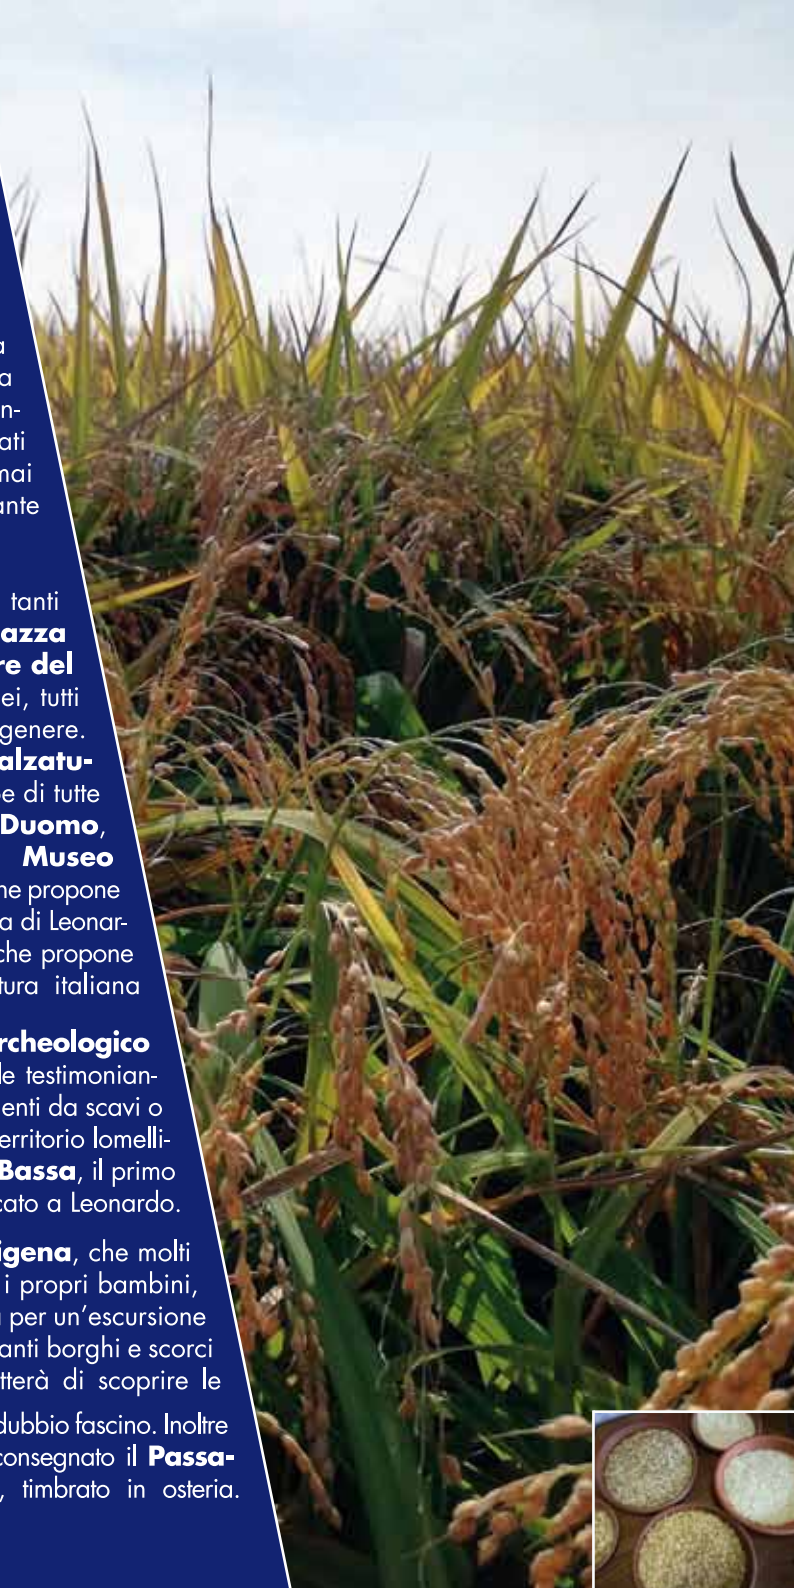 a
a
n-
ati
mai
ante
tanti
azza
re del
ei, tutti
genere.
alzatu-
e di tutte
Duomo,
Museo
he propone
a di Leonar-
che propone
tura italiana
rcheologico
le testimonian-
enti da scavi o
erritorio lomelli-
Bassa, il primo
cato a Leonardo.
igena, che molti
i propri bambini,
per un'escursione
anti borghi e scorci
tterà di scoprire le
dubbio fascino. Inoltre
consegnato il Passa-
, timbrato in osteria.